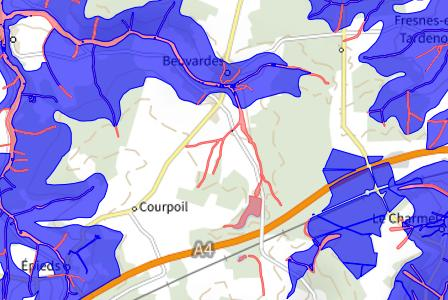 Fresnes-e
Tardeno
Beuvardes
Courpoil
Le Charme
A4
Épieds